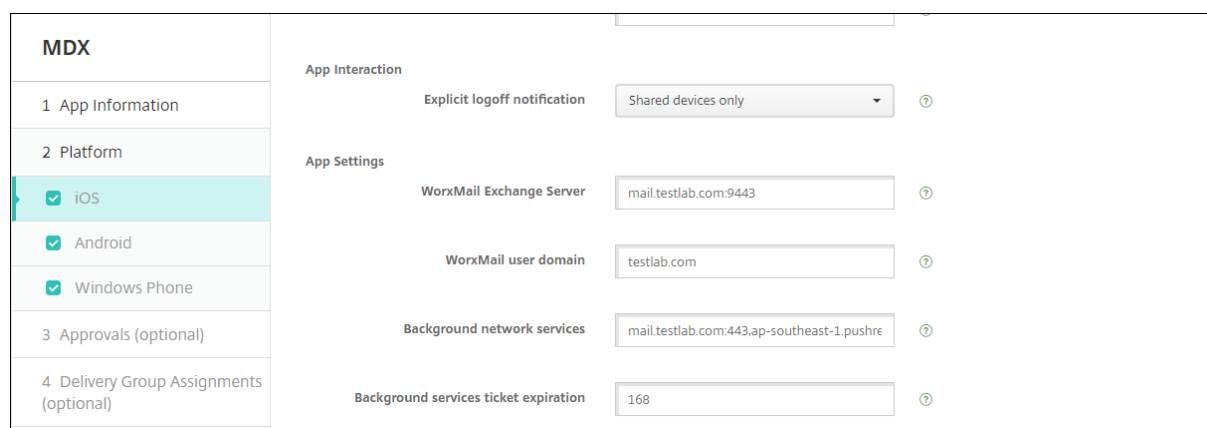 MDX
1 App Information
2 Platform
iOS
Android
Windows Phone
3 Approvals (optional)
4 Delivery Group Assignments
(optional)
App Interaction
Explicit logoff notification
Shared devices only
?
App Settings
WorxMail Exchange Server
mail.testlab.com:9443
?
WorxMail user domain
testlab.com
?
Background network services
mail.testlab.com:443,ap-southeast-1.pushre
?
Background services ticket expiration
168
?